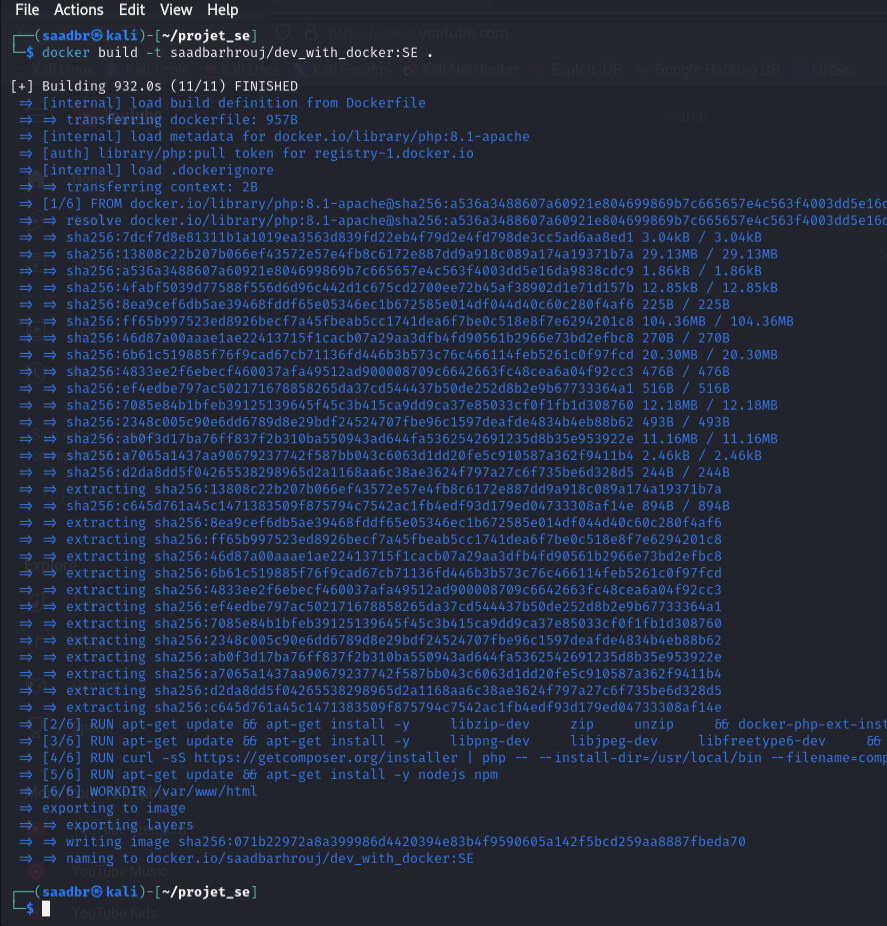 File Actions Edit View Help
┌──(saadbr㉿kali)-[~/projet_se]
└─$ docker build -t saadbarhrouj/dev_with_docker:SE .
[+] Building 932.0s (11/11) FINISHED
=> [internal] load build definition from Dockerfile
=> => transferring dockerfile: 957B
=> [internal] load metadata for docker.io/library/php:8.1-apache
=> [auth] library/php:pull token for registry-1.docker.io
=> [internal] load .dockerignore
=> => transferring context: 2B
=> [1/6] FROM docker.io/library/php:8.1-apache@sha256:a536a3488607a60921e804699869b7c665657e4c563f4003dd5e16d
=> => resolve docker.io/library/php:8.1-apache@sha256:a536a3488607a60921e804699869b7c665657e4c563f4003dd5e16d
=> => sha256:7dcf7d8e81311b1a1019ea3563d839fd22eb4f79d2e4fd798de3cc5ad6aa8ed1 3.04kB / 3.04kB
=> => sha256:13808c22b207b066ef43572e57e4fb8c6172e887dd9a918c089a174a19371b7a 29.13MB / 29.13MB
=> => sha256:a536a3488607a60921e804699869b7c665657e4c563f4003dd5e16da9838cdc9 1.86kB / 1.86kB
=> => sha256:4fabf5039d77588f556d6d96c442d1c675cd2700ee72b45af38902d1e71d157b 12.85kB / 12.85kB
=> => sha256:8ea9cef6db5ae39468fddf65e05346ec1b672585e014df044d40c60c280f4af6 225B / 225B
=> => sha256:ff65b997523ed8926becf7a45fbeab5cc1741dea6f7be0c518e8f7e6294201c8 104.36MB / 104.36MB
=> => sha256:46d87a00aaae1ae22413715f1cacb07a29aa3dfb4fd90561b2966e73bd2efbc8 270B / 270B
=> => sha256:6b61c519885f76f9cad67cb71136fd446b3b573c76c466114feb5261c0f97fcd 20.30MB / 20.30MB
=> => sha256:4833ee2f6ebecf460037afa49512ad900008709c6642663fc48cea6a04f92cc3 476B / 476B
=> => sha256:ef4edbe797ac502171678858265da37cd544437b50de252d8b2e9b67733364a1 516B / 516B
=> => sha256:7085e84b1bfeb39125139645f45c3b415ca9dd9ca37e85033cf0f1fb1d308760 12.18MB / 12.18MB
=> => sha256:2348c005c90e6dd6789d8e29bdf24524707fbe96c1597deafde4834b4eb88b62 493B / 493B
=> => sha256:ab0f3d17ba76ff837f2b310ba550943ad644fa5362542691235d8b35e953922e 11.16MB / 11.16MB
=> => sha256:a7065a1437aa90679237742f587bb043c6063d1dd20fe5c910587a362f9411b4 2.46kB / 2.46kB
=> => sha256:d2da8dd5f04265538298965d2a1168aa6c38ae3624f797a27c6f735be6d328d5 244B / 244B
=> => extracting sha256:13808c22b207b066ef43572e57e4fb8c6172e887dd9a918c089a174a19371b7a
=> => sha256:c645d761a45c1471383509f875794c7542ac1fb4edf93d179ed04733308af14e 894B / 894B
=> => extracting sha256:8ea9cef6db5ae39468fddf65e05346ec1b672585e014df044d40c60c280f4af6
=> => extracting sha256:ff65b997523ed8926becf7a45fbeab5cc1741dea6f7be0c518e8f7e6294201c8
=> => extracting sha256:46d87a00aaae1ae22413715f1cacb07a29aa3dfb4fd90561b2966e73bd2efbc8
=> => extracting sha256:6b61c519885f76f9cad67cb71136fd446b3b573c76c466114feb5261c0f97fcd
=> => extracting sha256:4833ee2f6ebecf460037afa49512ad900008709c6642663fc48cea6a04f92cc3
=> => extracting sha256:ef4edbe797ac502171678858265da37cd544437b50de252d8b2e9b67733364a1
=> => extracting sha256:7085e84b1bfeb39125139645f45c3b415ca9dd9ca37e85033cf0f1fb1d308760
=> => extracting sha256:2348c005c90e6dd6789d8e29bdf24524707fbe96c1597deafde4834b4eb88b62
=> => extracting sha256:ab0f3d17ba76ff837f2b310ba550943ad644fa5362542691235d8b35e953922e
=> => extracting sha256:a7065a1437aa90679237742f587bb043c6063d1dd20fe5c910587a362f9411b4
=> => extracting sha256:d2da8dd5f04265538298965d2a1168aa6c38ae3624f797a27c6f735be6d328d5
=> => extracting sha256:c645d761a45c1471383509f875794c7542ac1fb4edf93d179ed04733308af14e
=> [2/6] RUN apt-get update && apt-get install -y     libzip-dev     zip     unzip     && docker-php-ext-inst
=> [3/6] RUN apt-get update && apt-get install -y     libpng-dev     libjpeg-dev     libfreetype6-dev     &&
=> [4/6] RUN curl -sS https://getcomposer.org/installer | php -- --install-dir=/usr/local/bin --filename=comp
=> [5/6] RUN apt-get update && apt-get install -y nodejs npm
=> [6/6] WORKDIR /var/www/html
=> exporting to image
=> => exporting layers
=> => writing image sha256:071b22972a8a399986d4420394e83b4f9590605a142f5bcd259aa8887fbeda70
=> => naming to docker.io/saadbarhrouj/dev_with_docker:SE
┌──(saadbr㉿kali)-[~/projet_se]
└─$